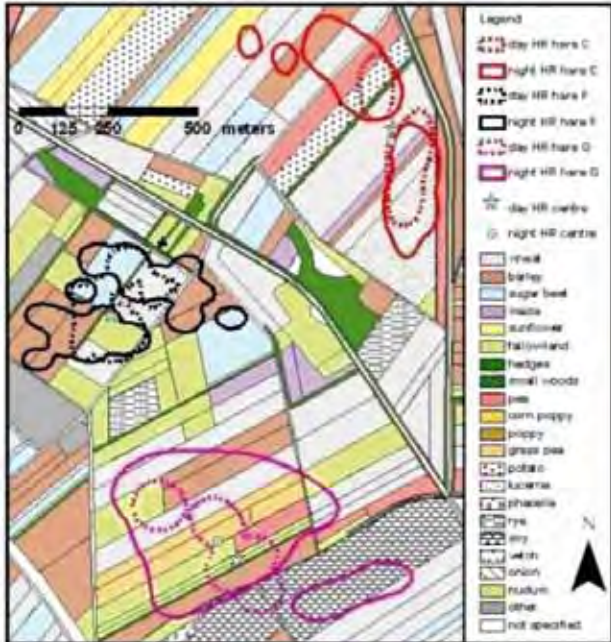 Legend
day HR hare C
night HR hare C
day HR hare F
night HR hare F
day HR hare G
night HR hare G
day HR centre
night HR centre
wheat
barley
sugar beet
maize
sunflower
fallowland
hedges
small woods
pea
corn poppy
poppy
grass pea
potato
lucerne
phacelia
rye
soy
vetch
onion
nudum
other
not specified
N
0 125 250 500 meters